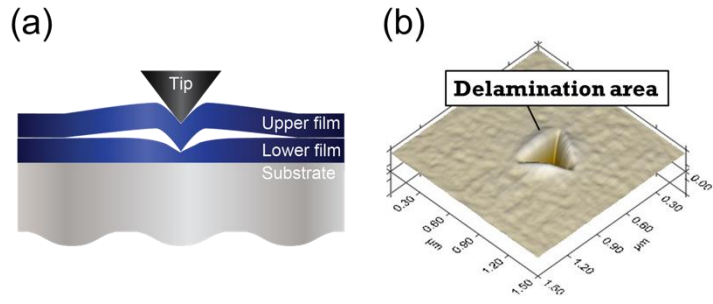 (a)
Tip
Upper film
Lower film
Substrate
(b)
Delamination area
0.30
0.60
0.90
1.20
1.50
μm
0.00
0.30
0.60
0.90
1.20
1.50
μm